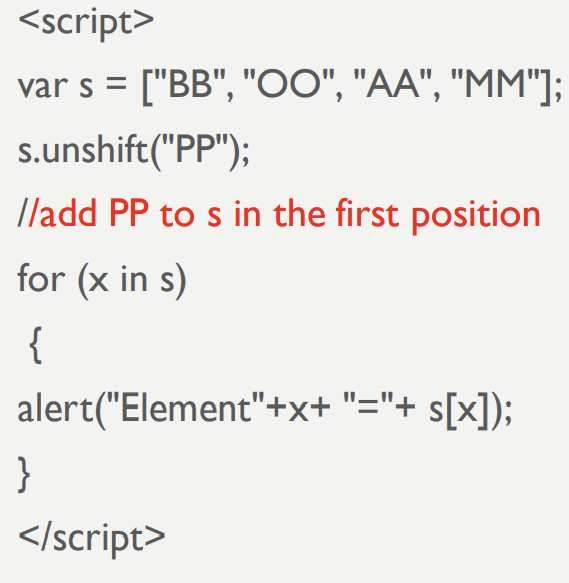 <script>
var s = ["BB", "OO", "AA", "MM"];
s.unshift("PP");
//add PP to s in the first position
for (x in s)
{
alert("Element"+x+ "="+ s[x]);
}
</script>